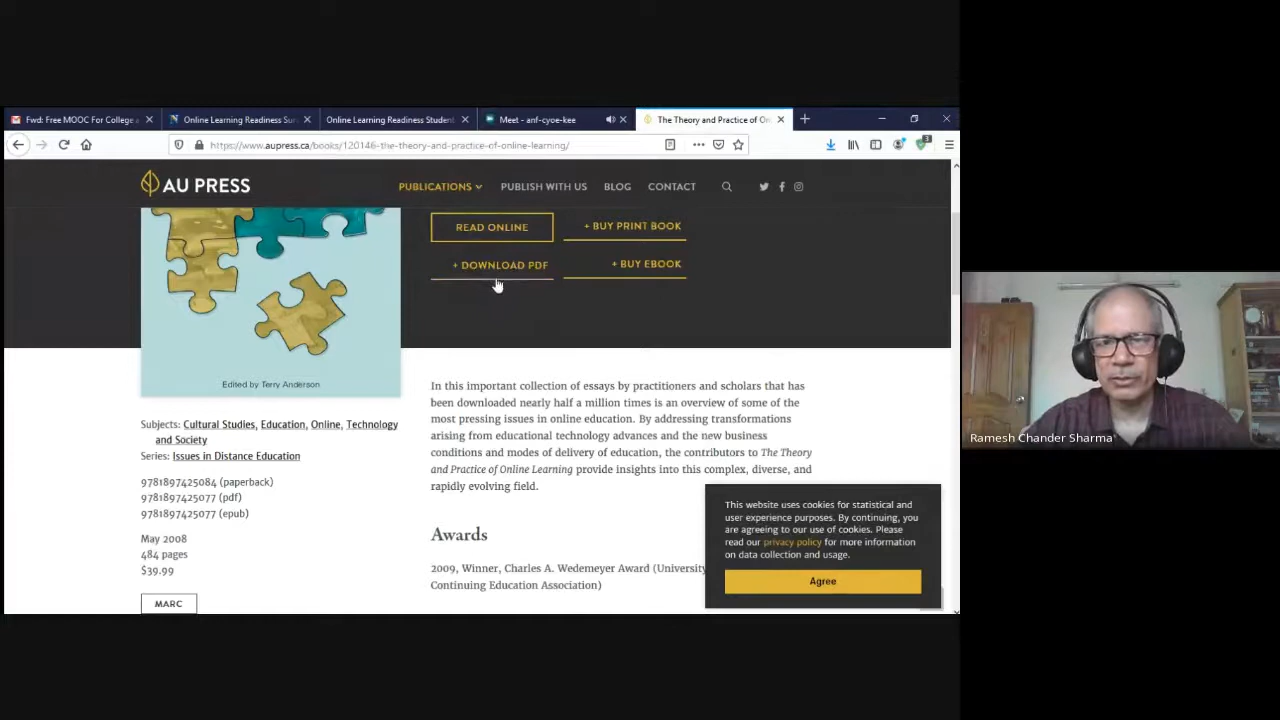 Fwd: Free MOOC For College a
Online Learning Readiness Sur
Online Learning Readiness Student
Meet - anf-cyoe-kee
The Theory and Practice of On
https://www.aupress.ca/books/120146-the-theory-and-practice-of-online-learning/
3
AU PRESS
PUBLICATIONS
PUBLISH WITH US
BLOG
CONTACT
READ ONLINE
+ BUY PRINT BOOK
+ DOWNLOAD PDF
+ BUY EBOOK
Edited by Terry Anderson
Subjects: Cultural Studies, Education, Online, Technology
and Society
Series: Issues in Distance Education
9781897425084 (paperback)
9781897425077 (pdf)
9781897425077 (epub)
May 2008
484 pages
$39.99
MARC
In this important collection of essays by practitioners and scholars that has
been downloaded nearly half a million times is an overview of some of the
most pressing issues in online education. By addressing transformations
arising from educational technology advances and the new business
conditions and modes of delivery of education, the contributors to The Theory
and Practice of Online Learning provide insights into this complex, diverse, and
rapidly evolving field.
Awards
2009, Winner, Charles A. Wedemeyer Award (University
Continuing Education Association)
This website uses cookies for statistical and
user experience purposes. By continuing, you
are agreeing to our use of cookies. Please
read our privacy policy for more information
on data collection and usage.
Agree
Ramesh Chander Sharma